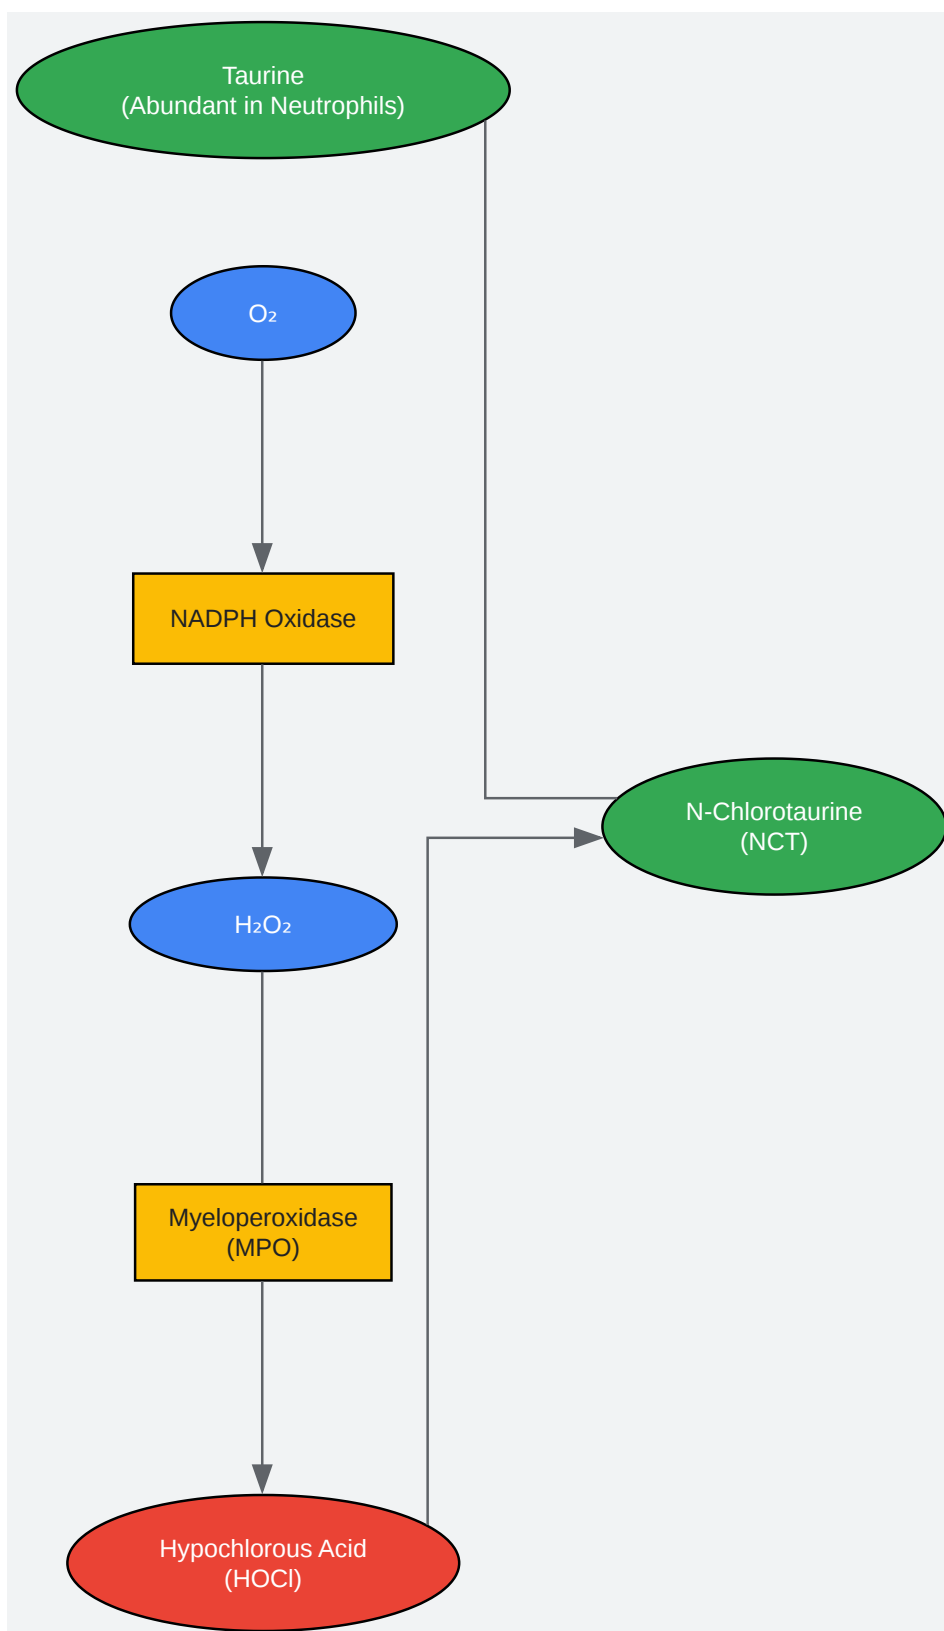 Taurine
(Abundant in Neutrophils)
O₂
NADPH Oxidase
N-Chlorotaurine
(NCT)
H₂O₂
Myeloperoxidase
(MPO)
Hypochlorous Acid
(HOCl)